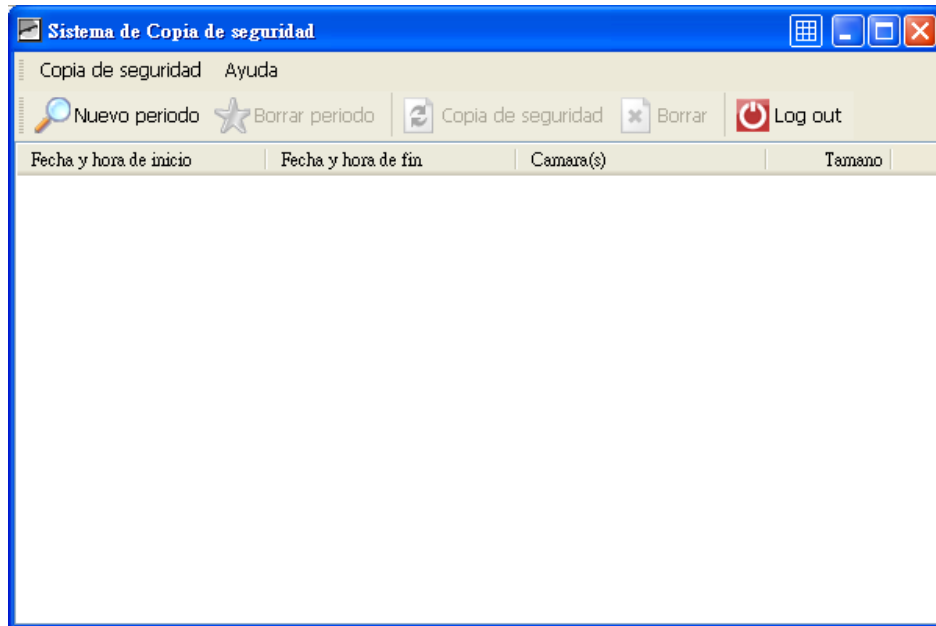 Sistema de Copia de seguridad
Copia de seguridad Ayuda
Nuevo periodo Borrar periodo Copia de seguridad Borrar Log out
Fecha y hora de inicio Fecha y hora de fin Camara(s) Tamano